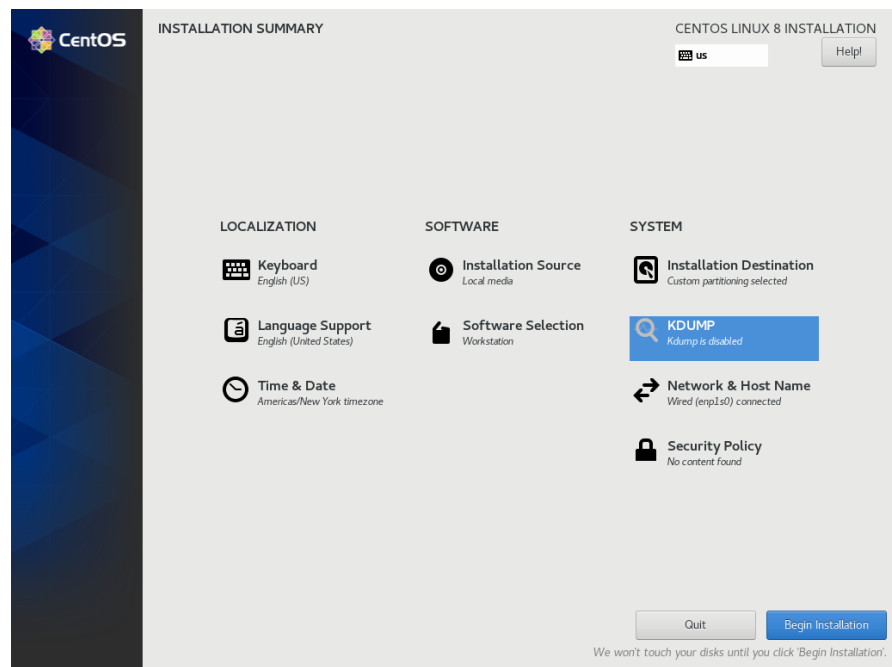 CentOS
INSTALLATION SUMMARY
CENTOS LINUX 8 INSTALLATION
us
Help!
LOCALIZATION
Keyboard
English (US)
Language Support
English (United States)
Time & Date
Americas/New York timezone
SOFTWARE
Installation Source
Local media
Software Selection
Workstation
SYSTEM
Installation Destination
Custom partitioning selected
KDUMP
Kdump is disabled
Network & Host Name
Wired (enp1s0) connected
Security Policy
No content found
Quit
Begin Installation
We won't touch your disks until you click 'Begin Installation'.